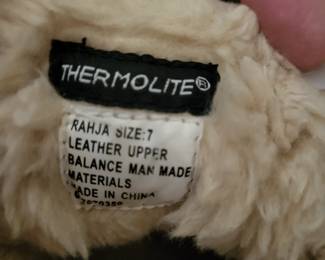 THERMOLITE®
RAHJA SIZE:7
LEATHER UPPER
BALANCE MAN MADE
MATERIALS
MADE IN CHINA